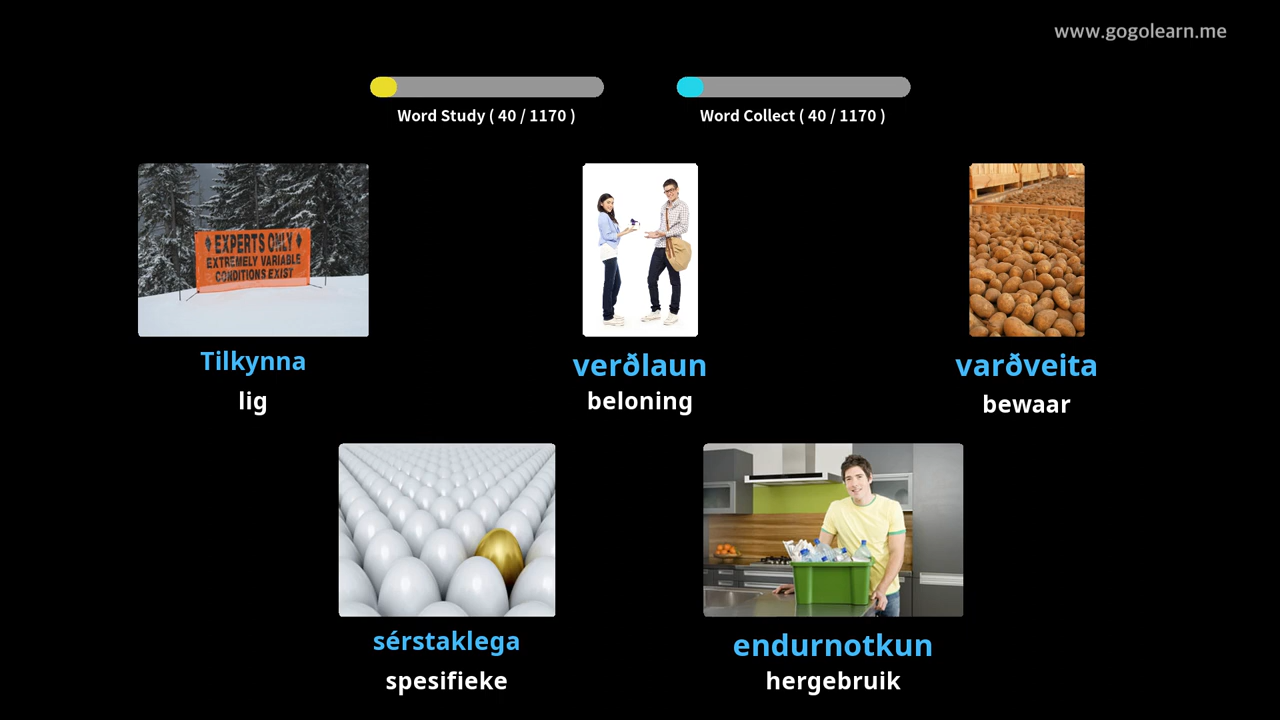 www.gogolearn.me
Word Study ( 40 / 1170 )
Word Collect ( 40 / 1170 )
EXPERTS ONLY
EXTREMELY VARIABLE
CONDITIONS EXIST
Tilkynna
lig
verðlaun
beloning
varðveita
bewaar
sérstaklega
spesifieke
endurnotkun
hergebruik